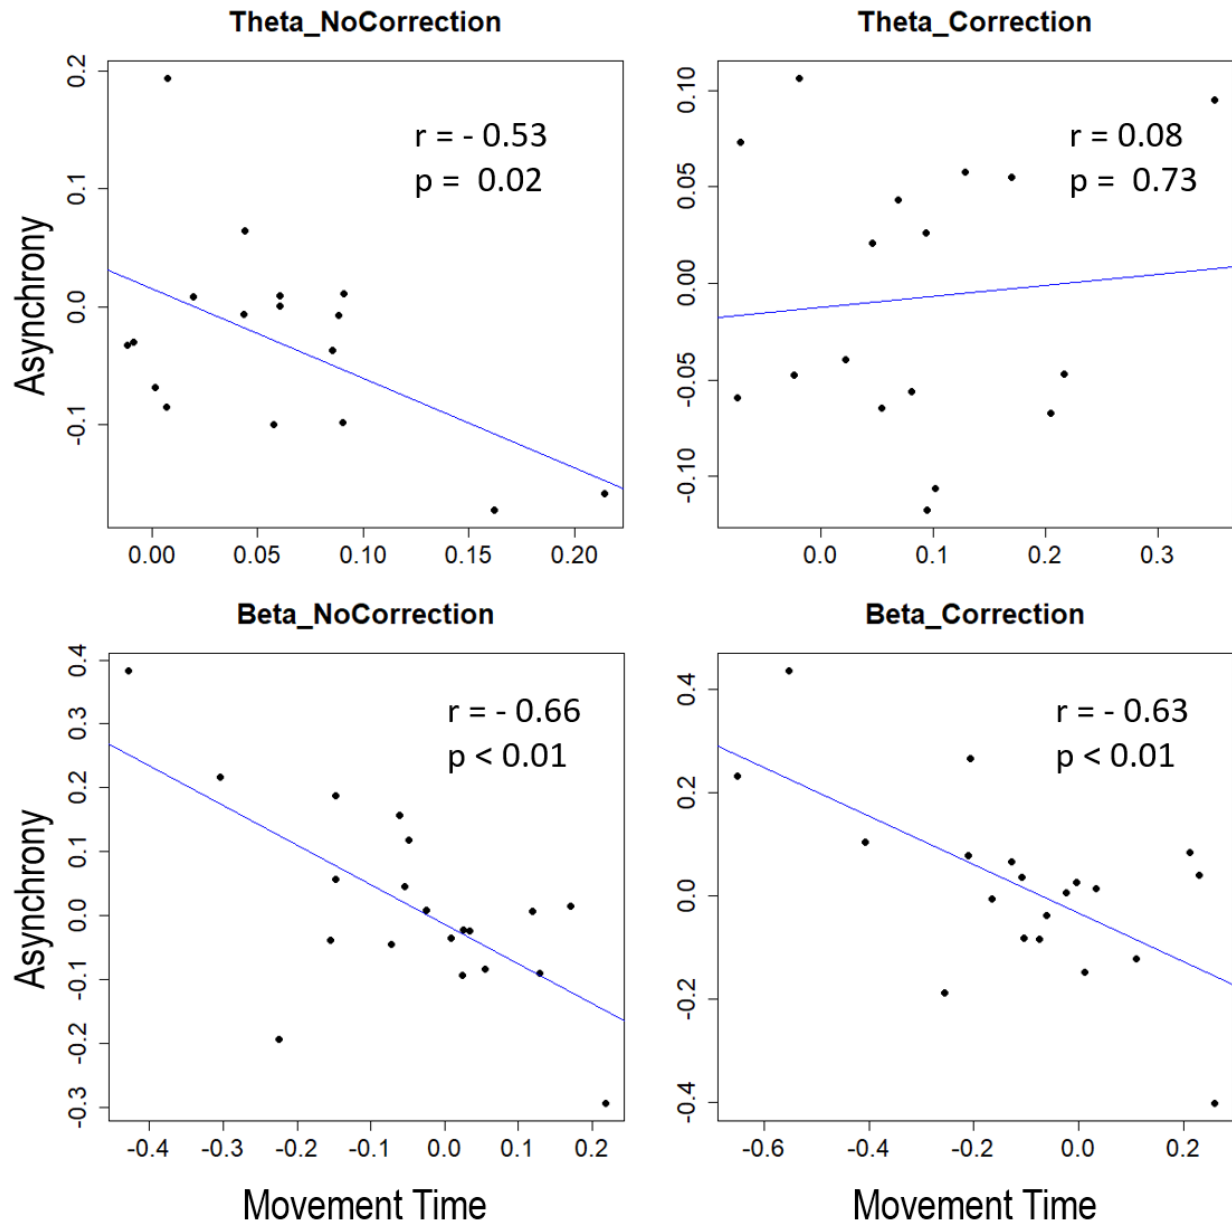 Theta_NoCorrection
Asynchrony
0.2
0.1
0.0
-0.1
r = - 0.53
p = 0.02
0.00 0.05 0.10 0.15 0.20
Theta_Correction
0.10
0.05
0.00
-0.05
-0.10
r = 0.08
p = 0.73
0.0 0.1 0.2 0.3
Beta_NoCorrection
Asynchrony
0.4
0.3
0.2
0.1
0.0
-0.1
-0.2
-0.3
r = - 0.66
p < 0.01
-0.4 -0.3 -0.2 -0.1 0.0 0.1 0.2
Movement Time
Beta_Correction
0.4
0.2
0.0
-0.2
-0.4
r = - 0.63
p < 0.01
-0.6 -0.4 -0.2 0.0 0.2
Movement Time